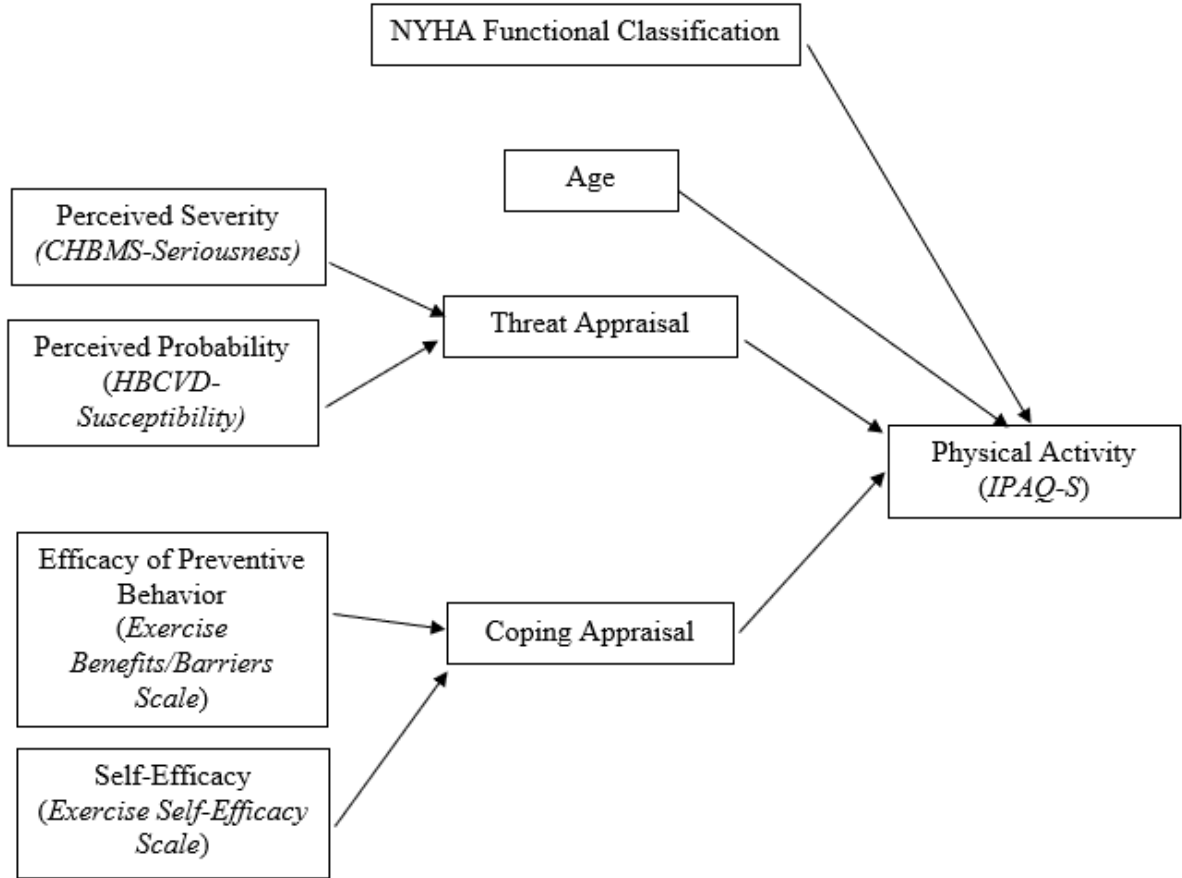 NYHA Functional Classification
Age
Perceived Severity
(CHBMS-Seriousness)
Threat Appraisal
Perceived Probability
(HBCVD-
Susceptibility)
Physical Activity
(IPAQ-S)
Efficacy of Preventive
Behavior
(Exercise
Benefits/Barriers
Scale)
Coping Appraisal
Self-Efficacy
(Exercise Self-Efficacy
Scale)